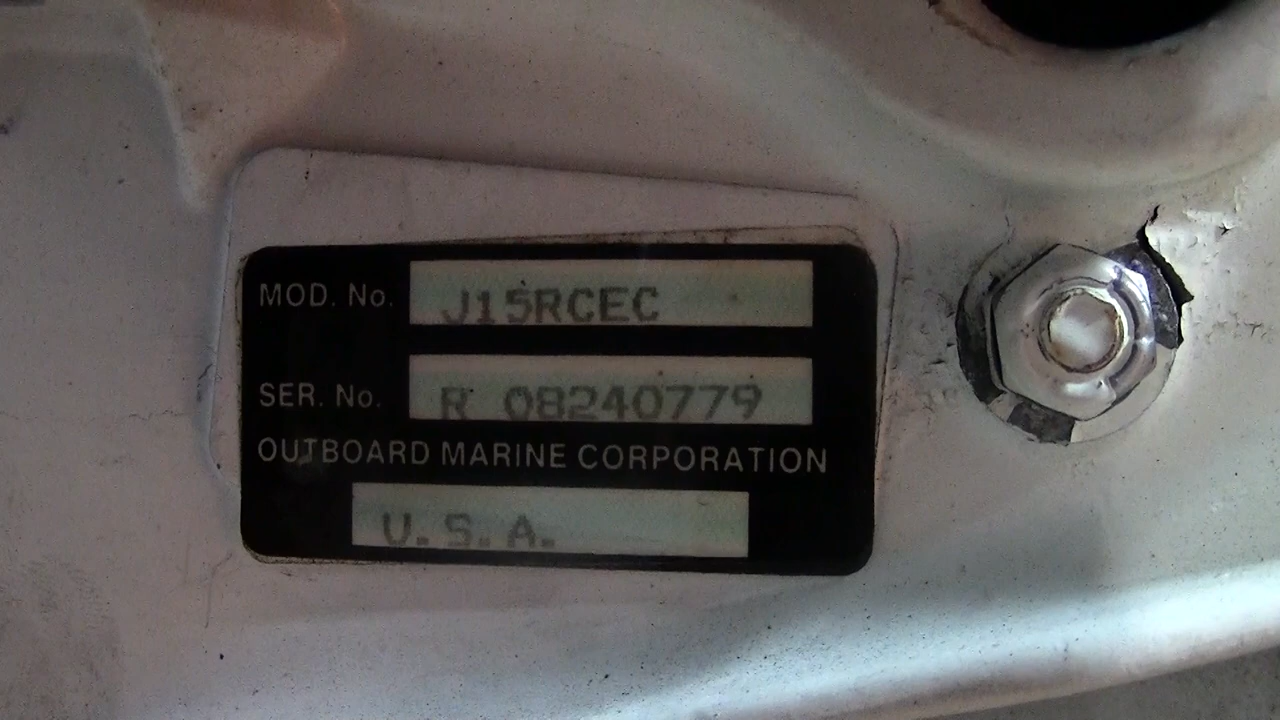 MOD. No. J15RCEC
SER. No. R 08240779
OUTBOARD MARINE CORPORATION
U.S.A.